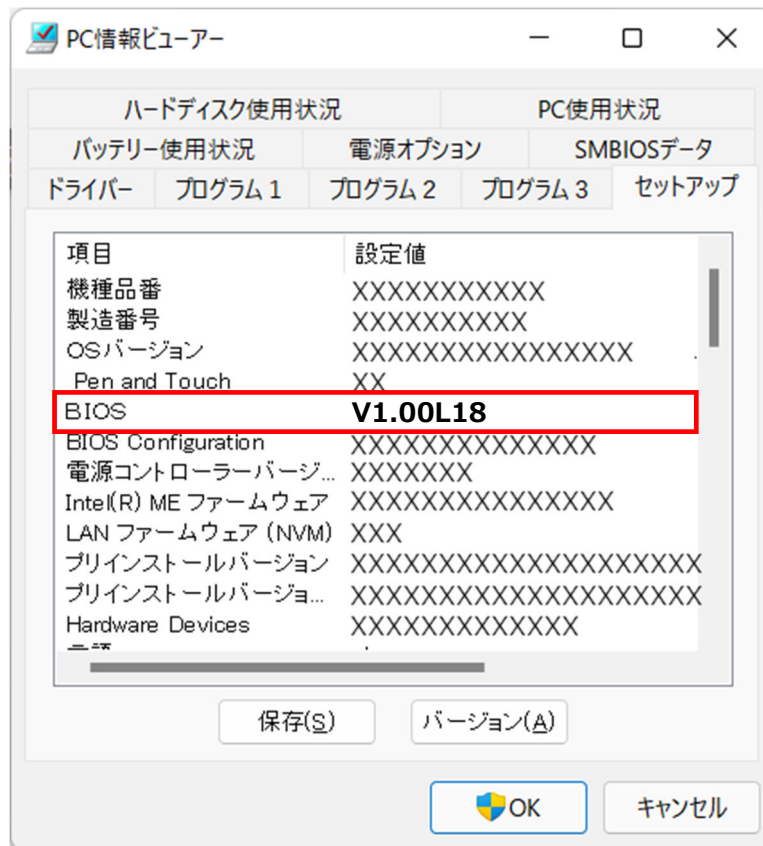 PC情報ビューアー
ハードディスク使用状況 PC使用状況
バッテリー使用状況 電源オプション SMBIOSデータ
ドライバー プログラム 1 プログラム 2 プログラム 3 セットアップ
項目 設定値
機種品番 XXXXXXXXXXX
製造番号 XXXXXXXXXX
OSバージョン XXXXXXXXXXXXXXXX .
Pen and Touch XX
BIOS V1.00L18
BIOS Configuration XXXXXXXXXXXXXX
電源コントローラーバージ... XXXXXXX
Intel(R) ME ファームウェア XXXXXXXXXXXXXXX
LAN ファームウェア (NVM) XXX
プリインストールバージョン XXXXXXXXXXXXXXXXXXXX
プリインストールバージョ... XXXXXXXXXXXXXXXXXXXX
Hardware Devices XXXXXXXXXXXXX
保存(S) バージョン(A)
OK キャンセル